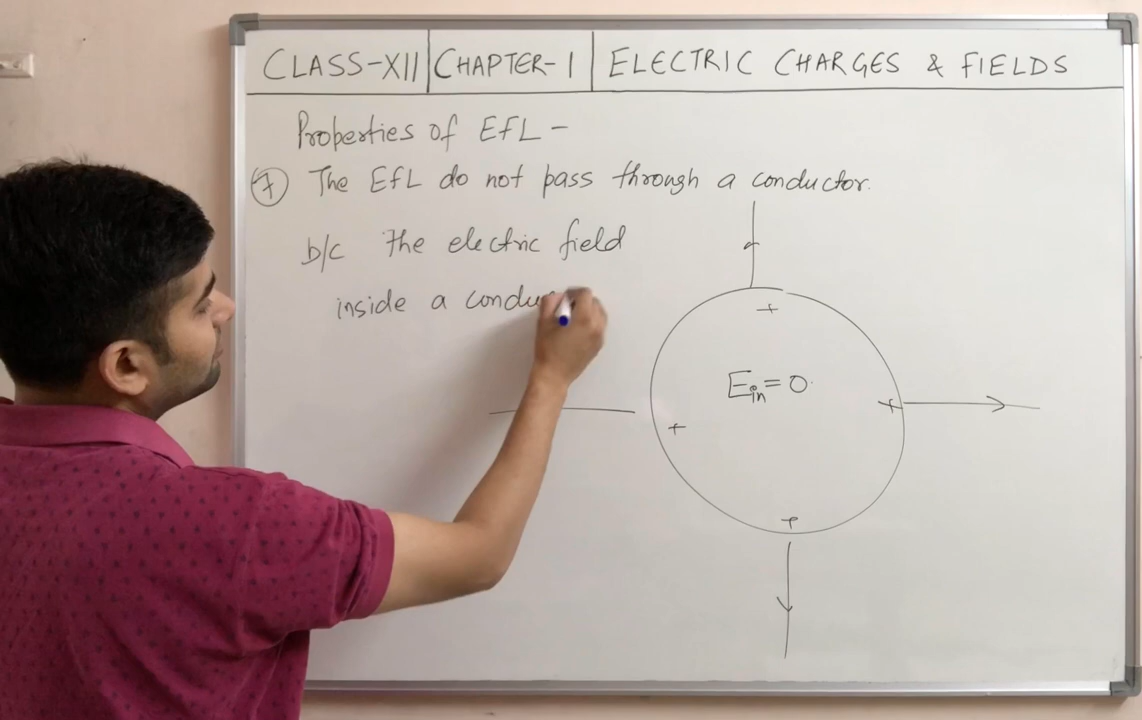 CLASS-XII CHAPTER-1 ELECTRIC CHARGES & FIELDS
Properties of EFL -
7 The EFL do not pass through a conductor.
b/c the electric field
inside a
+
Ein = 0
+
+
+